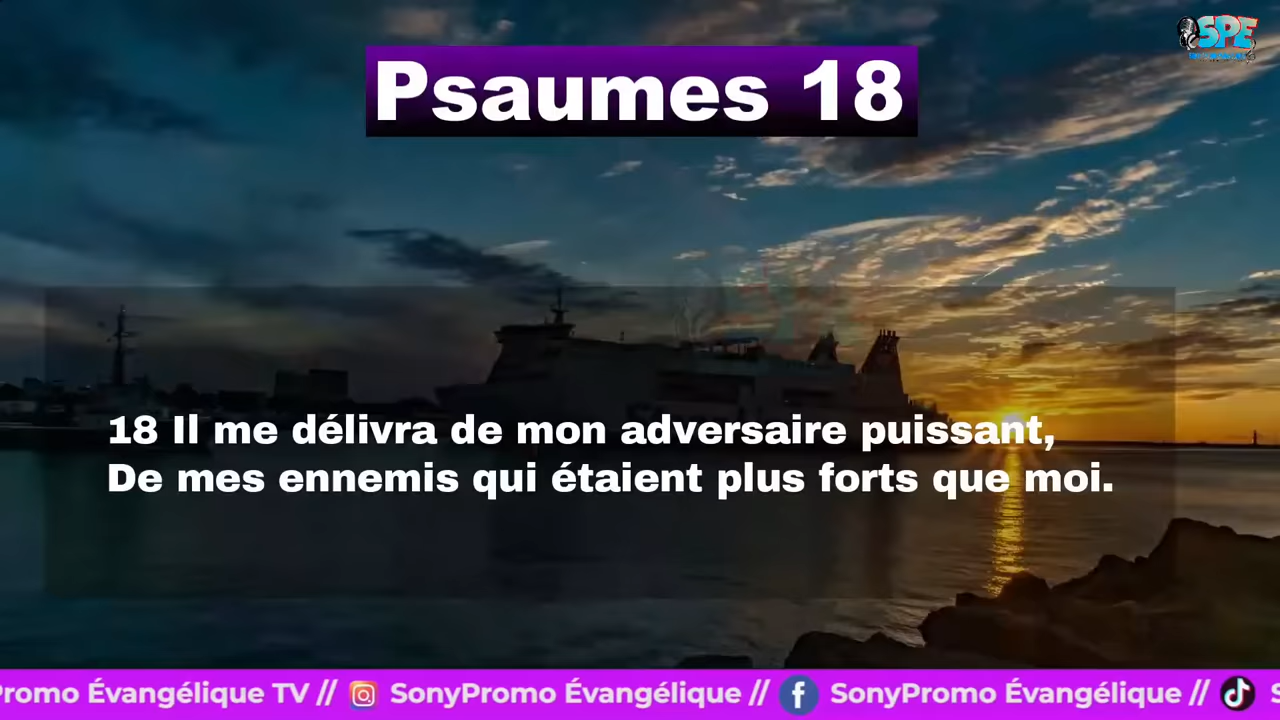 SPE
Psaumes 18
18 Il me délivra de mon adversaire puissant,
De mes ennemis qui étaient plus forts que moi.
Promo Évangélique TV // SonyPromo Évangélique // SonyPromo Évangélique // S